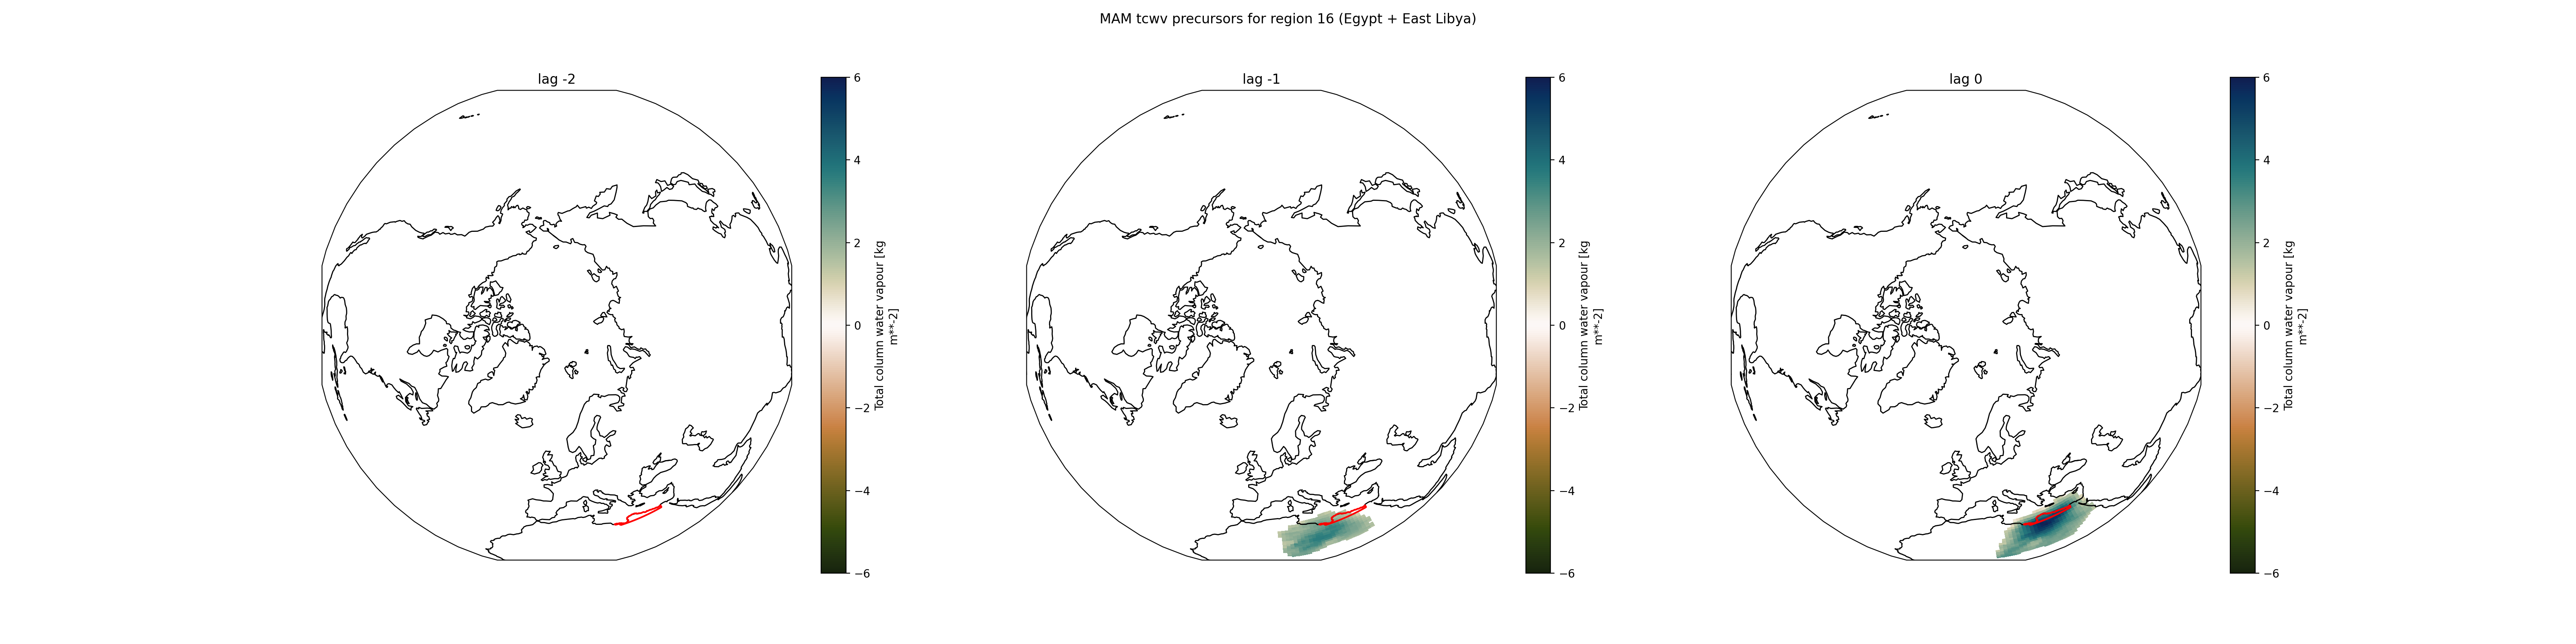 MAM tcwv precursors for region 16 (Egypt + East Libya)
lag -2
6
4
2
0
−2
−4
−6
Total column water vapour [kg
m**-2]
lag -1
6
4
2
0
−2
−4
−6
Total column water vapour [kg
m**-2]
lag 0
6
4
2
0
−2
−4
−6
Total column water vapour [kg
m**-2]